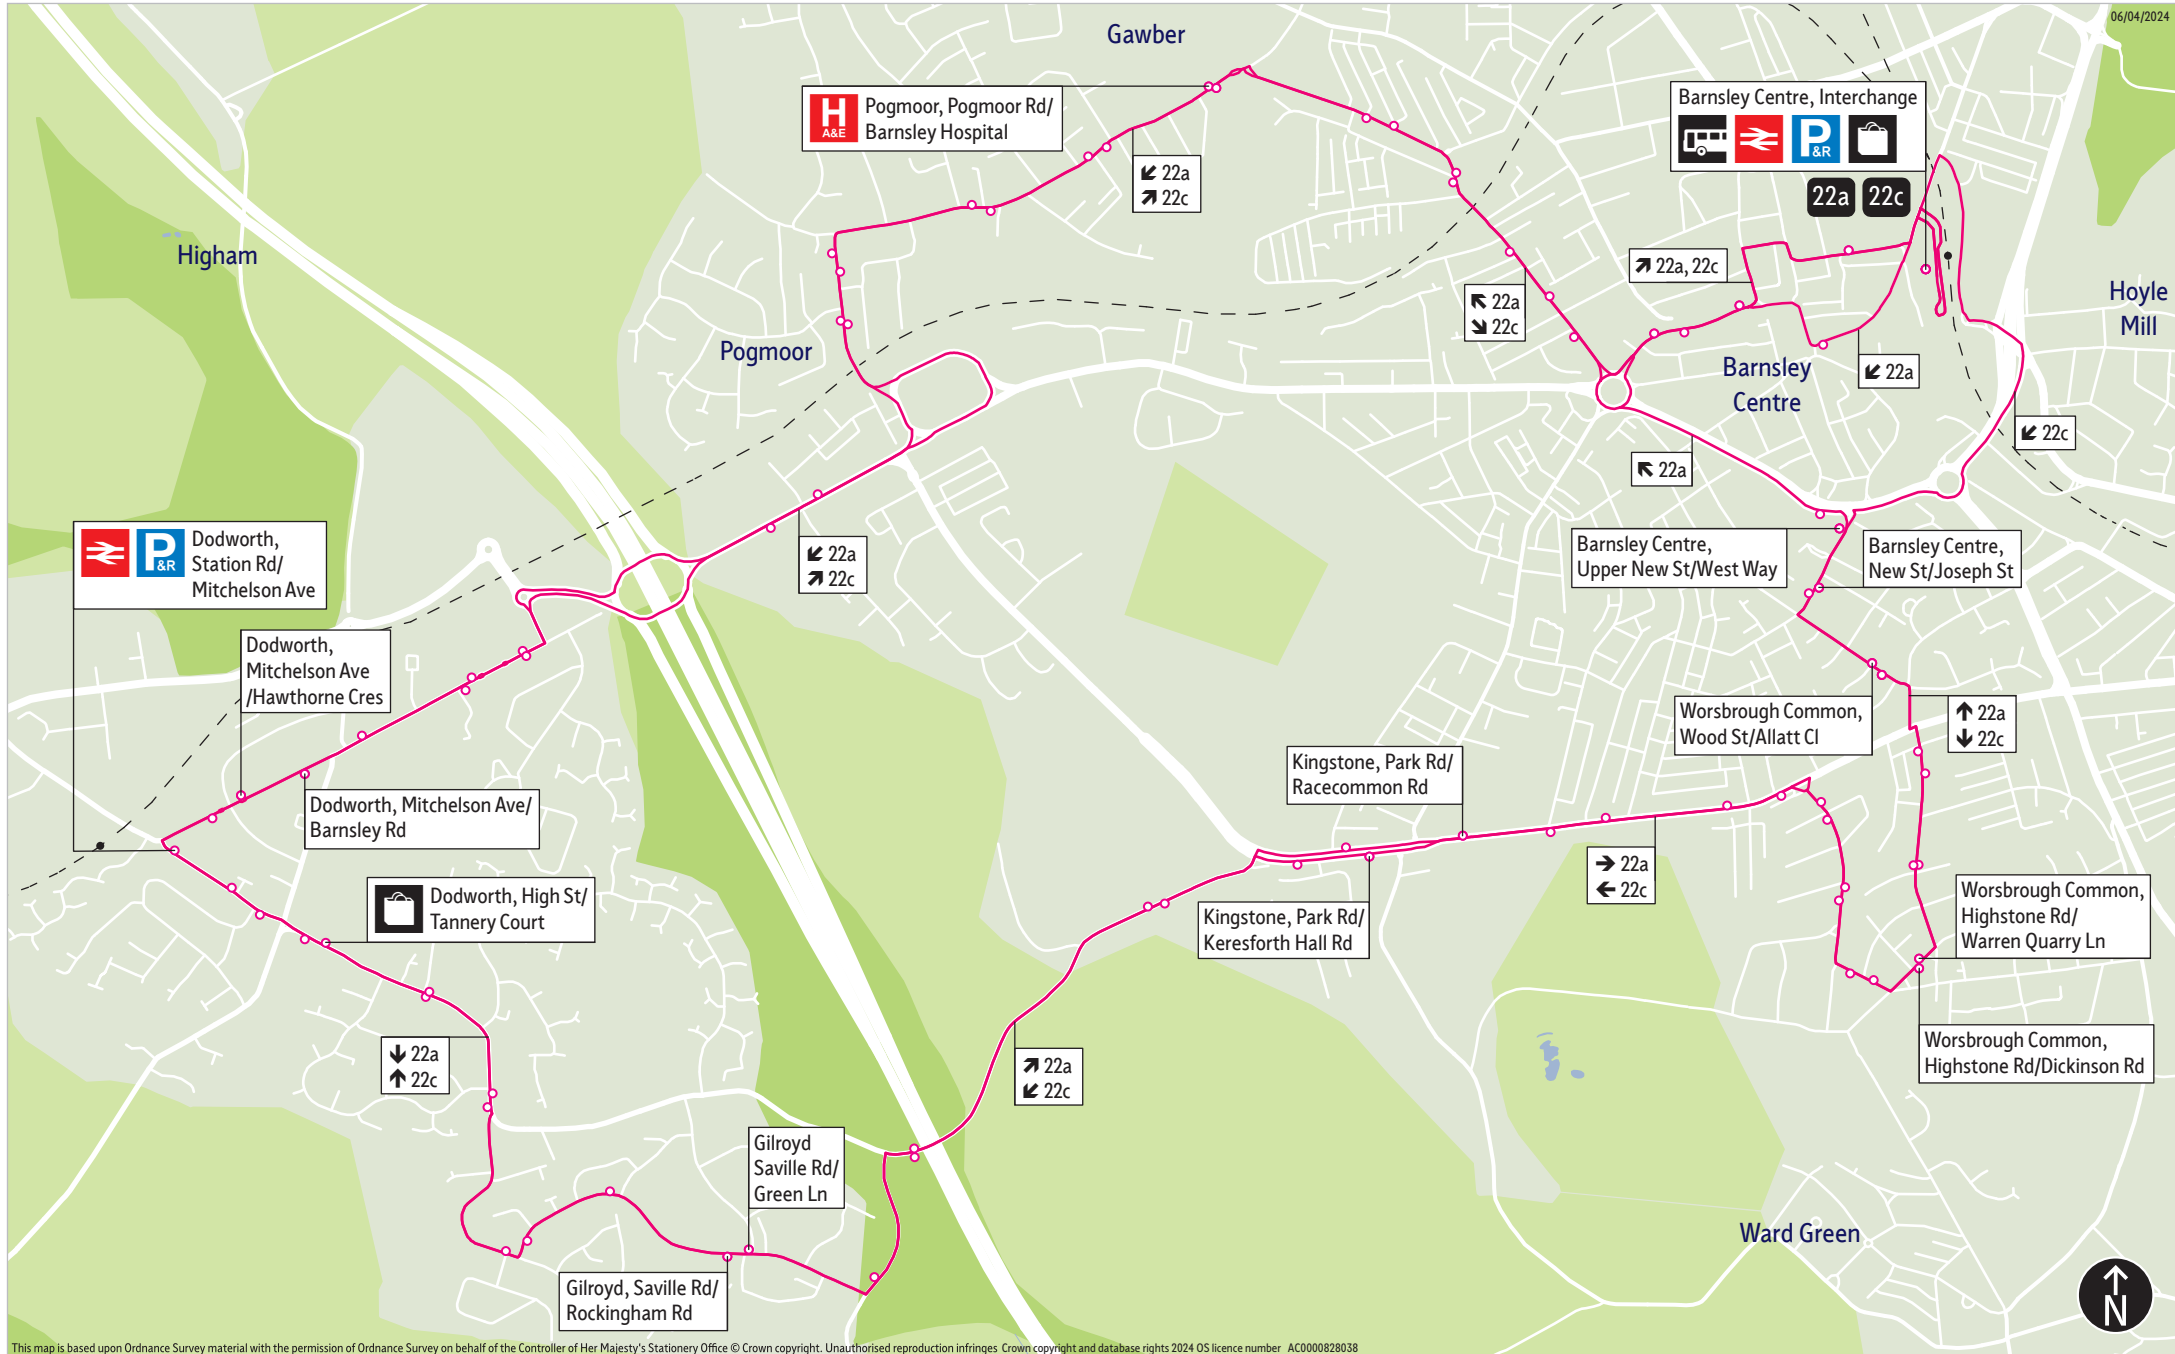 06/04/2024
Gawber
H
A&E
Pogmoor, Pogmoor Rd/
Barnsley Hospital
Barnsley Centre, Interchange
P
&R
22a
22c
22a
22c
Higham
22a, 22c
22a
22c
Hoyle
Mill
Pogmoor
Barnsley
Centre
22a
22c
22a
P
&R
Dodworth,
Station Rd/
Mitchelson Ave
22a
22c
Barnsley Centre,
Upper New St/West Way
Barnsley Centre,
New St/Joseph St
Dodworth,
Mitchelson Ave
/Hawthorne Cres
Worsbrough Common,
Wood St/Allatt Cl
22a
22c
Kingstone, Park Rd/
Racecommon Rd
Dodworth, Mitchelson Ave/
Barnsley Rd
22a
22c
Dodworth, High St/
Tannery Court
Kingstone, Park Rd/
Keresforth Hall Rd
Worsbrough Common,
Highstone Rd/
Warren Quarry Ln
22a
22c
22a
22c
Worsbrough Common,
Highstone Rd/Dickinson Rd
Gilroyd
Saville Rd/
Green Ln
Ward Green
Gilroyd, Saville Rd/
Rockingham Rd
N
This map is based upon Ordnance Survey material with the permission of Ordnance Survey on behalf of the Controller of Her Majesty's Stationery Office © Crown copyright. Unauthorised reproduction infringes Crown copyright and database rights 2024 OS licence number AC0000828038